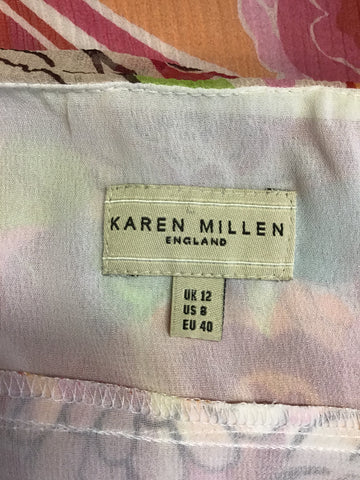 KAREN MILLEN
ENGLAND
UK 12
US 8
EU 40